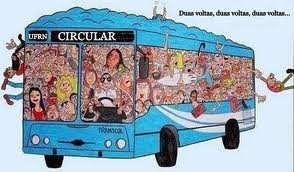 Duas voltas, duas voltas, duas voltas...
UFRN CIRCULAR
TRANSCOL